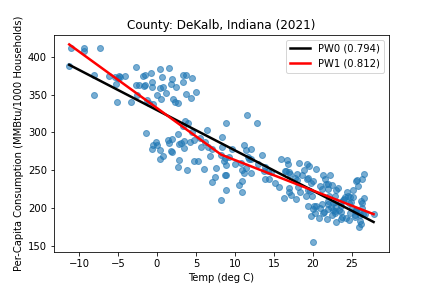 County: DeKalb, Indiana (2021)
PW0 (0.794)
PW1 (0.812)
Per-Capita Consumption (MMBtu/1000 Households)
400
350
300
250
200
150
−10 −5 0 5 10 15 20 25
Temp (deg C)